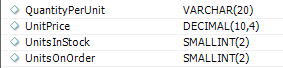 QuantityPerUnit VARCHAR(20)
UnitPrice DECIMAL(10,4)
UnitsInStock SMALLINT(2)
UnitsOnOrder SMALLINT(2)